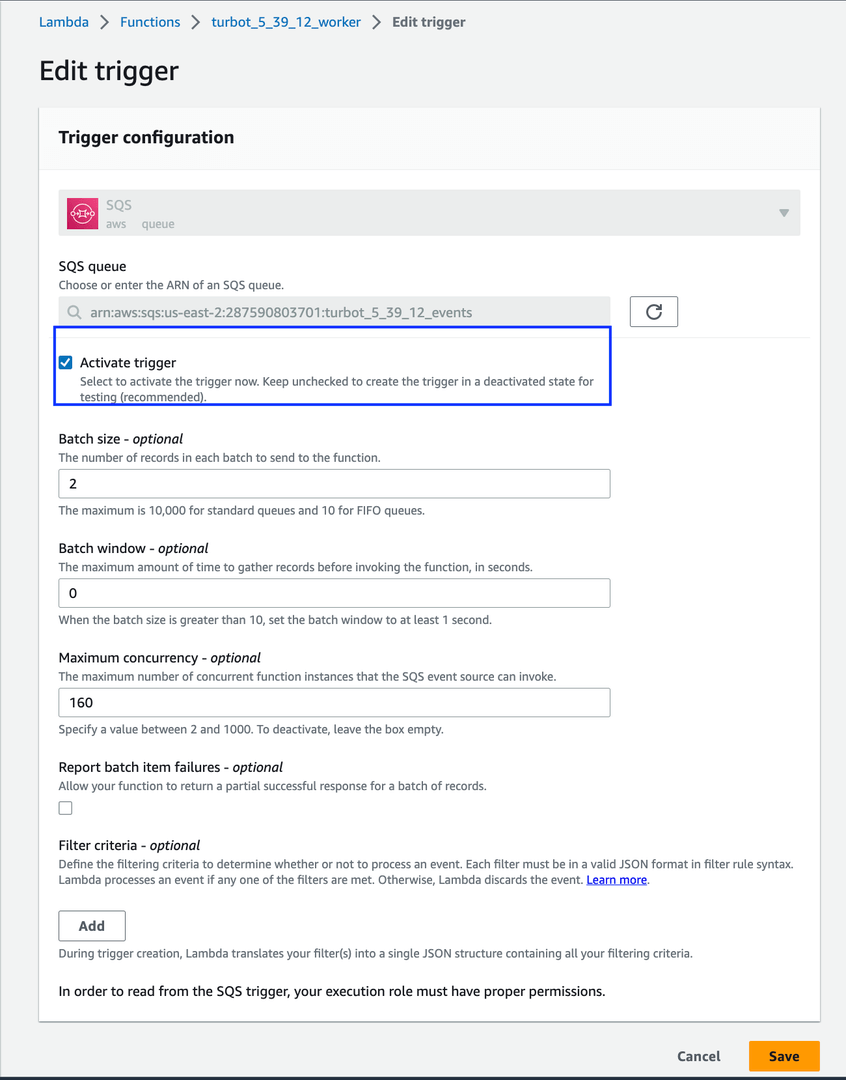 Lambda > Functions > turbot_5_39_12_worker > Edit trigger
Edit trigger
Trigger configuration
SQS
aws queue
SQS queue
Choose or enter the ARN of an SQS queue.
arn:aws:sqs:us-east-2:287590803701:turbot_5_39_12_events
Activate trigger
Select to activate the trigger now. Keep unchecked to create the trigger in a deactivated state for
testing (recommended).
Batch size - optional
The number of records in each batch to send to the function.
2
The maximum is 10,000 for standard queues and 10 for FIFO queues.
Batch window - optional
The maximum amount of time to gather records before invoking the function, in seconds.
0
When the batch size is greater than 10, set the batch window to at least 1 second.
Maximum concurrency - optional
The maximum number of concurrent function instances that the SQS event source can invoke.
160
Specify a value between 2 and 1000. To deactivate, leave the box empty.
Report batch item failures - optional
Allow your function to return a partial successful response for a batch of records.
Filter criteria - optional
Define the filtering criteria to determine whether or not to process an event. Each filter must be in a valid JSON format in filter rule syntax.
Lambda processes an event if any one of the filters are met. Otherwise, Lambda discards the event. Learn more.
Add
During trigger creation, Lambda translates your filter(s) into a single JSON structure containing all your filtering criteria.
In order to read from the SQS trigger, your execution role must have proper permissions.
Cancel Save